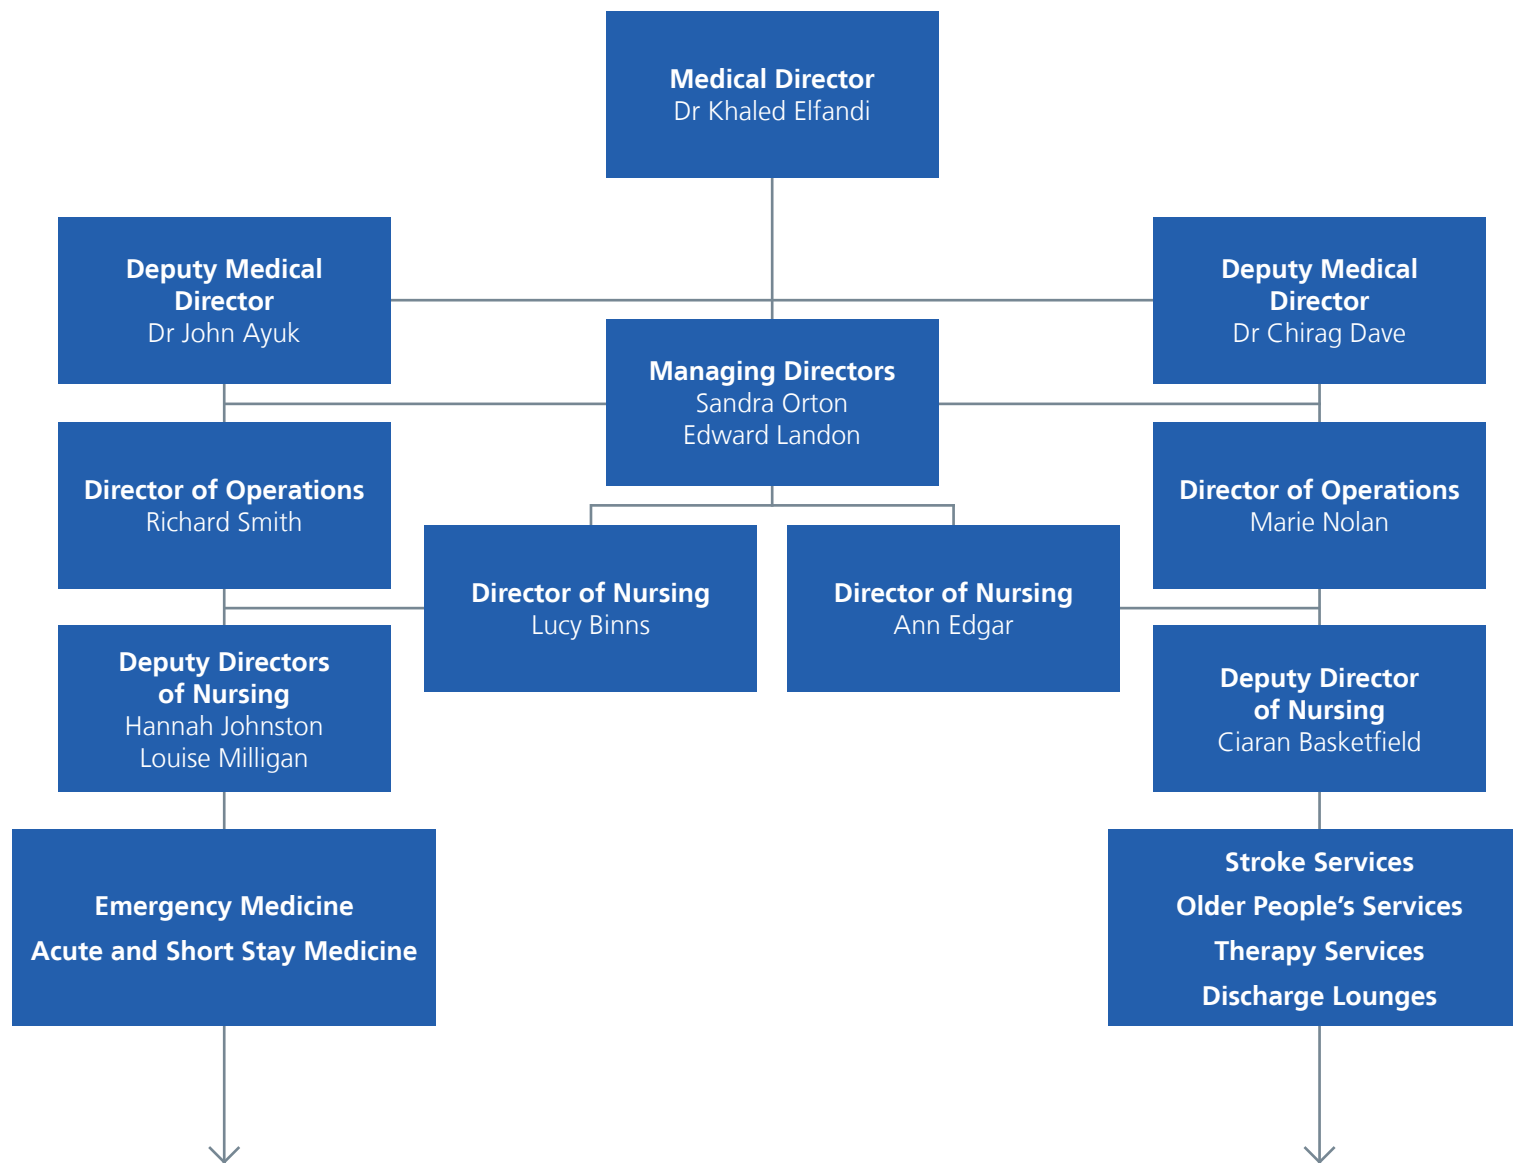 Medical Director
Dr Khaled Elfandi
Deputy Medical
Director
Dr John Ayuk
Deputy Medical
Director
Dr Chirag Dave
Managing Directors
Sandra Orton
Edward Landon
Director of Operations
Richard Smith
Director of Operations
Marie Nolan
Director of Nursing
Lucy Binns
Director of Nursing
Ann Edgar
Deputy Directors
of Nursing
Hannah Johnston
Louise Milligan
Deputy Director
of Nursing
Ciaran Basketfield
Emergency Medicine
Acute and Short Stay Medicine
Stroke Services
Older People’s Services
Therapy Services
Discharge Lounges